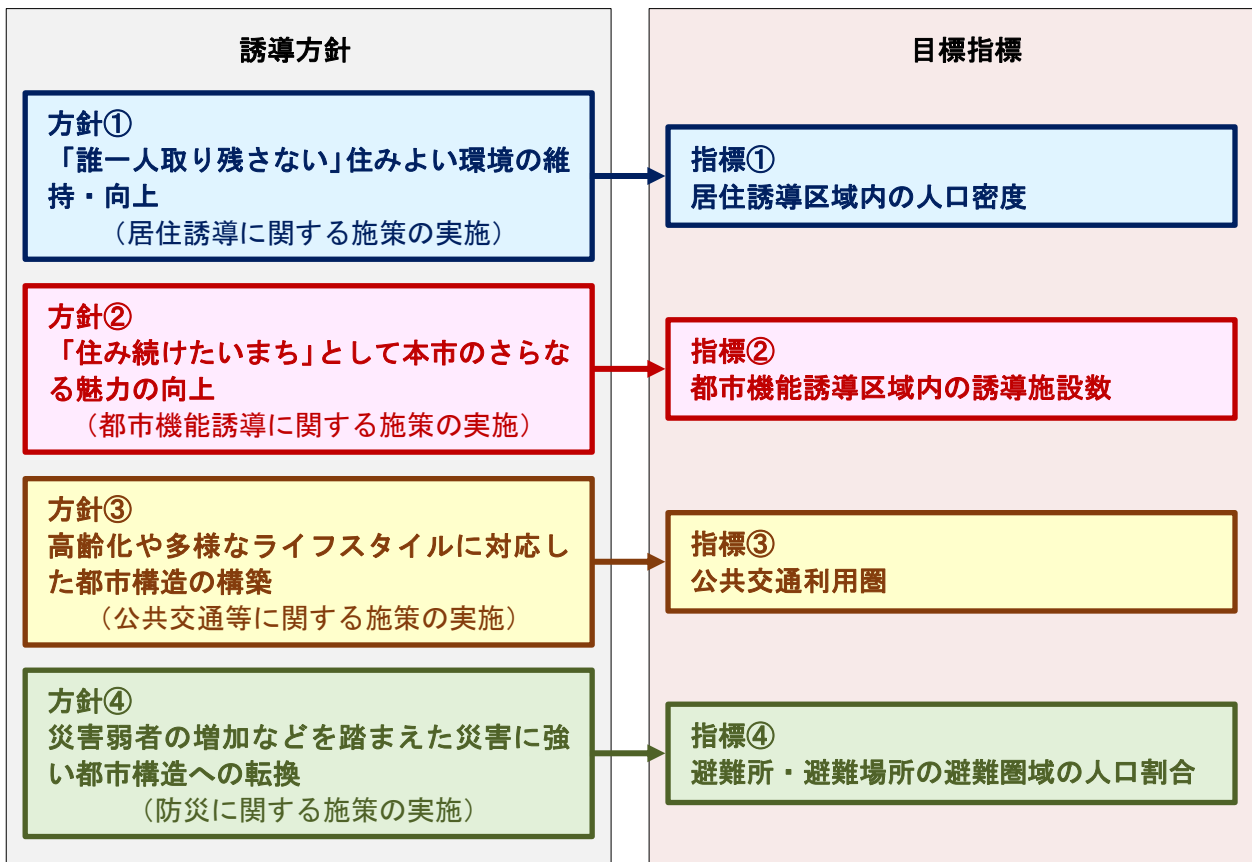 誘導方針
方針①
「誰一人取り残さない」住みよい環境の維
持・向上
（居住誘導に関する施策の実施）
方針②
「住み続けたいまち」として本市のさらな
る魅力の向上
（都市機能誘導に関する施策の実施）
方針③
高齢化や多様なライフスタイルに対応し
た都市構造の構築
（公共交通等に関する施策の実施）
方針④
災害弱者の増加などを踏まえた災害に強
い都市構造への転換
（防災に関する施策の実施）
目標指標
指標①
居住誘導区域内の人口密度
指標②
都市機能誘導区域内の誘導施設数
指標③
公共交通利用圏
指標④
避難所・避難場所の避難圏域の人口割合